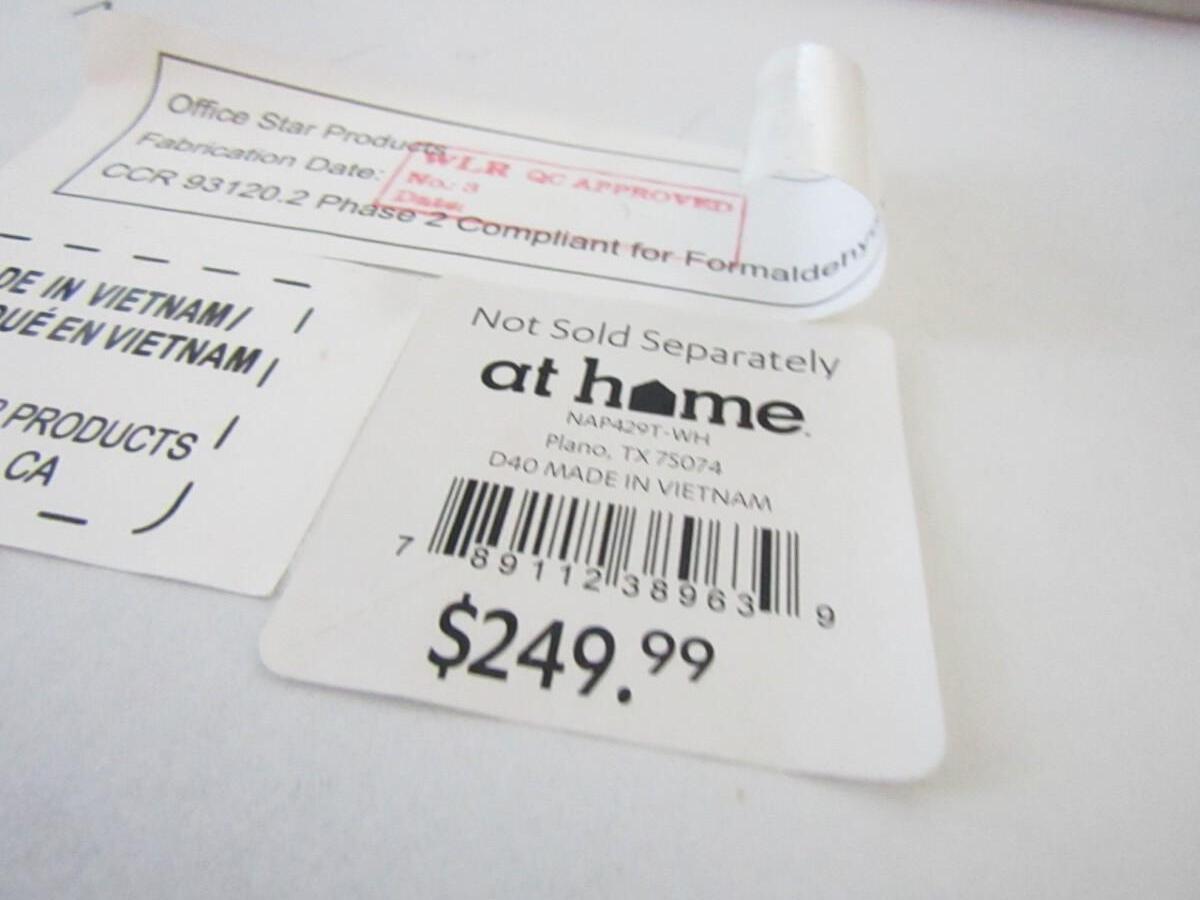 Office Star Products
Fabrication Date:
WLR QC APPROVED
No.: 3
Date:
CCR 93120.2 Phase 2 Compliant for Formaldehy
DE IN VIETNAM/
QUÉ EN VIETNAM
PRODUCTS
CA
Not Sold Separately
at home
NAP429T-WH
Plano, TX 75074
D40 MADE IN VIETNAM
7 89112 38963 9
$249.99